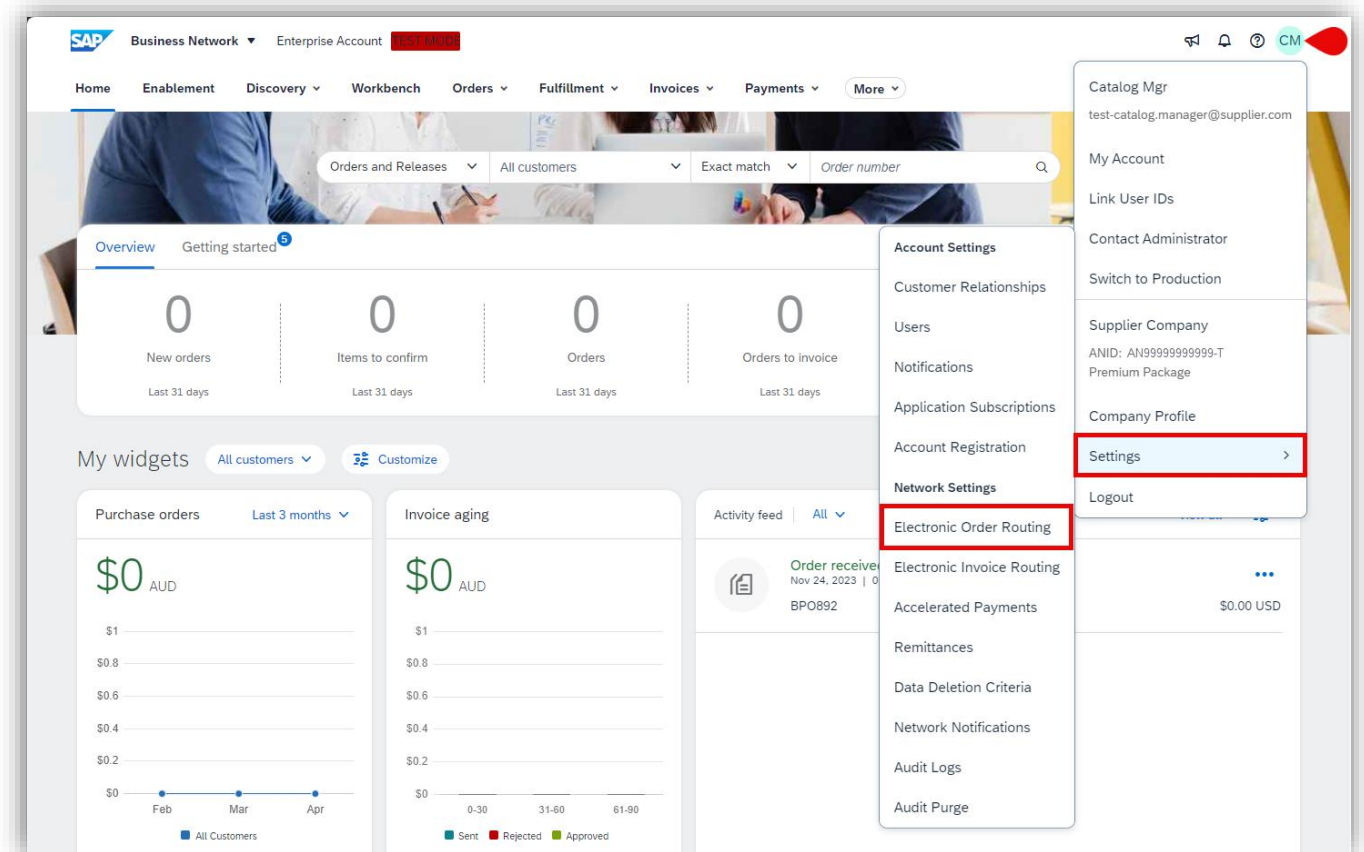 SAP Business Network Enterprise Account TEST MODE
CM
Home Enablement Discovery Workbench Orders Fulfillment Invoices Payments More
Orders and Releases All customers Exact match Order number
Overview Getting started 5
0 0 0 0
New orders Items to confirm Orders Orders to invoice
Last 31 days Last 31 days Last 31 days Last 31 days
My widgets All customers Customize
Purchase orders Last 3 months
$0 AUD
$1
$0.8
$0.6
$0.4
$0.2
$0
Feb Mar Apr
All Customers
Invoice aging
$0 AUD
$1
$0.8
$0.6
$0.4
$0.2
$0
0-30 31-60 61-90
Sent Rejected Approved
Activity feed All
Order received
Nov 24, 2023 | 0
BPO892
$0.00 USD
Account Settings
Customer Relationships
Users
Notifications
Application Subscriptions
Account Registration
Network Settings
Electronic Order Routing
Electronic Invoice Routing
Accelerated Payments
Remittances
Data Deletion Criteria
Network Notifications
Audit Logs
Audit Purge
Catalog Mgr
test-catalog.manager@supplier.com
My Account
Link User IDs
Contact Administrator
Switch to Production
Supplier Company
ANID: AN99999999999-T
Premium Package
Company Profile
Settings
Logout